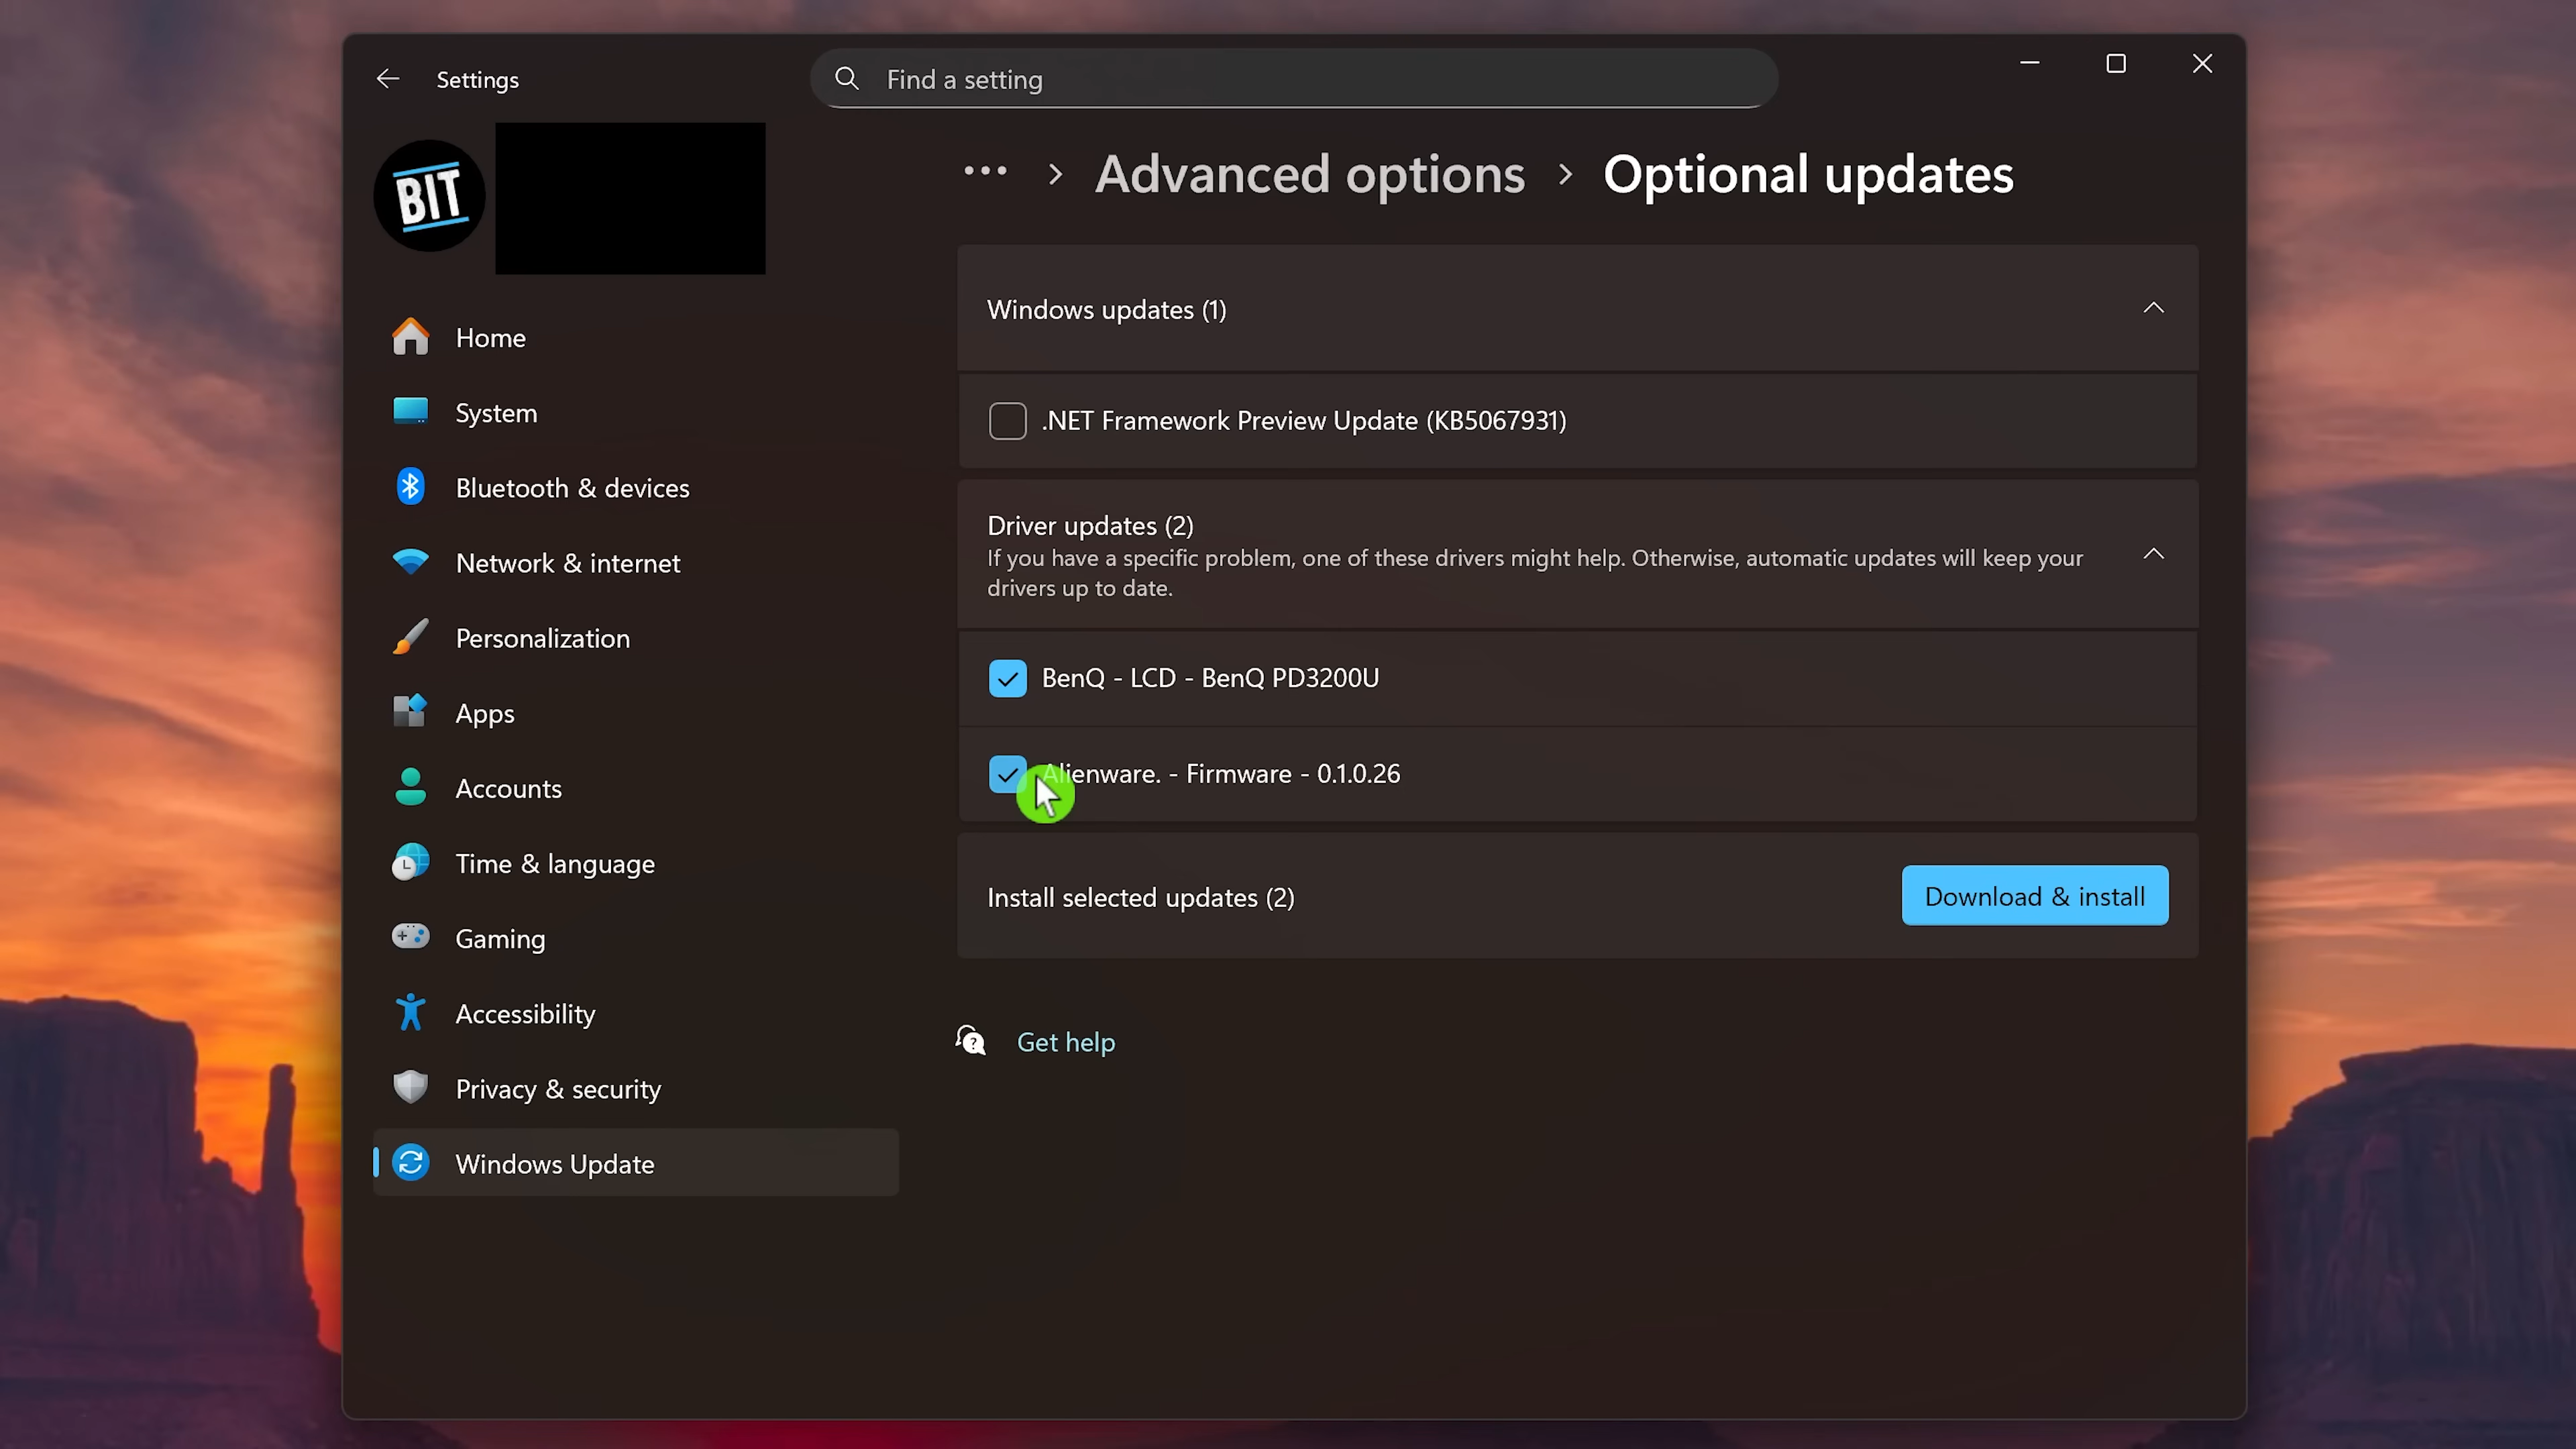 Settings
Find a setting
BIT
Home
System
Bluetooth & devices
Network & internet
Personalization
Apps
Accounts
Time & language
Gaming
Accessibility
Privacy & security
Windows Update
... > Advanced options > Optional updates
Windows updates (1)
.NET Framework Preview Update (KB5067931)
Driver updates (2)
If you have a specific problem, one of these drivers might help. Otherwise, automatic updates will keep your
drivers up to date.
BenQ - LCD - BenQ PD3200U
Alienware. - Firmware - 0.1.0.26
Install selected updates (2)
Download & install
Get help